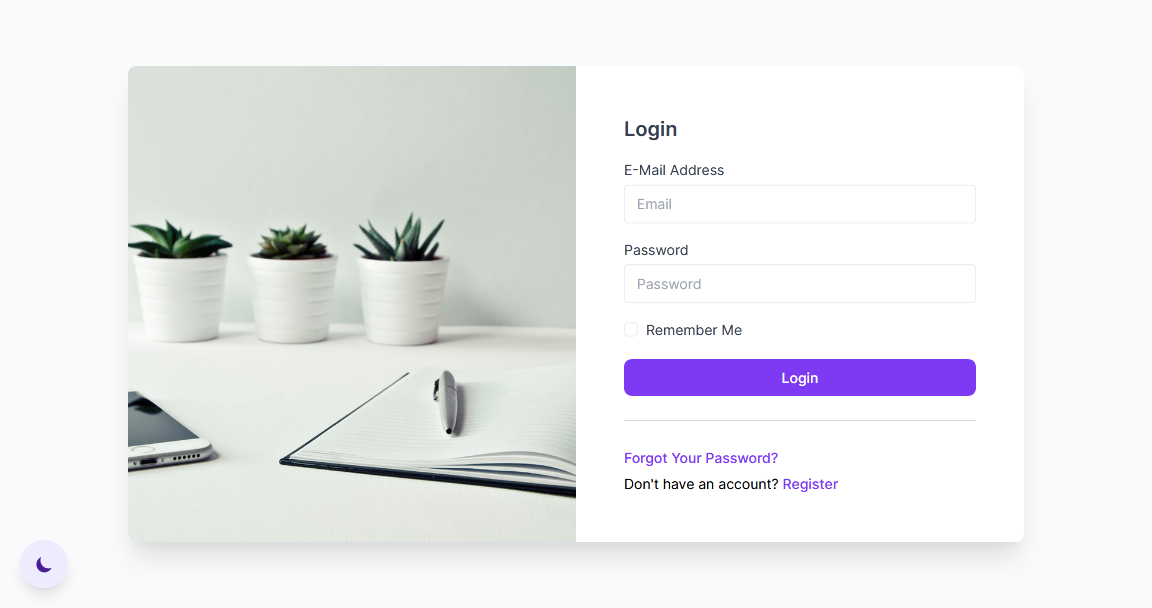 Login
E-Mail Address
Email
Password
Password
Remember Me
Login
Forgot Your Password?
Don't have an account? Register